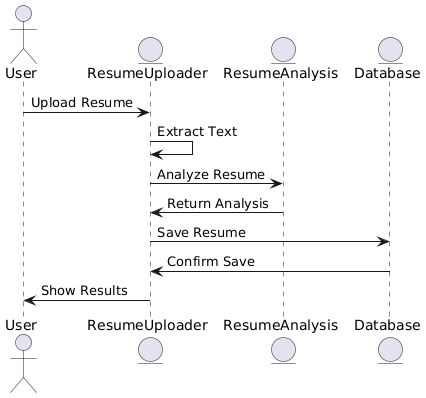 User
ResumeUploader
ResumeAnalysis
Database
Upload Resume
Extract Text
Analyze Resume
Return Analysis
Save Resume
Confirm Save
Show Results
User
ResumeUploader
ResumeAnalysis
Database